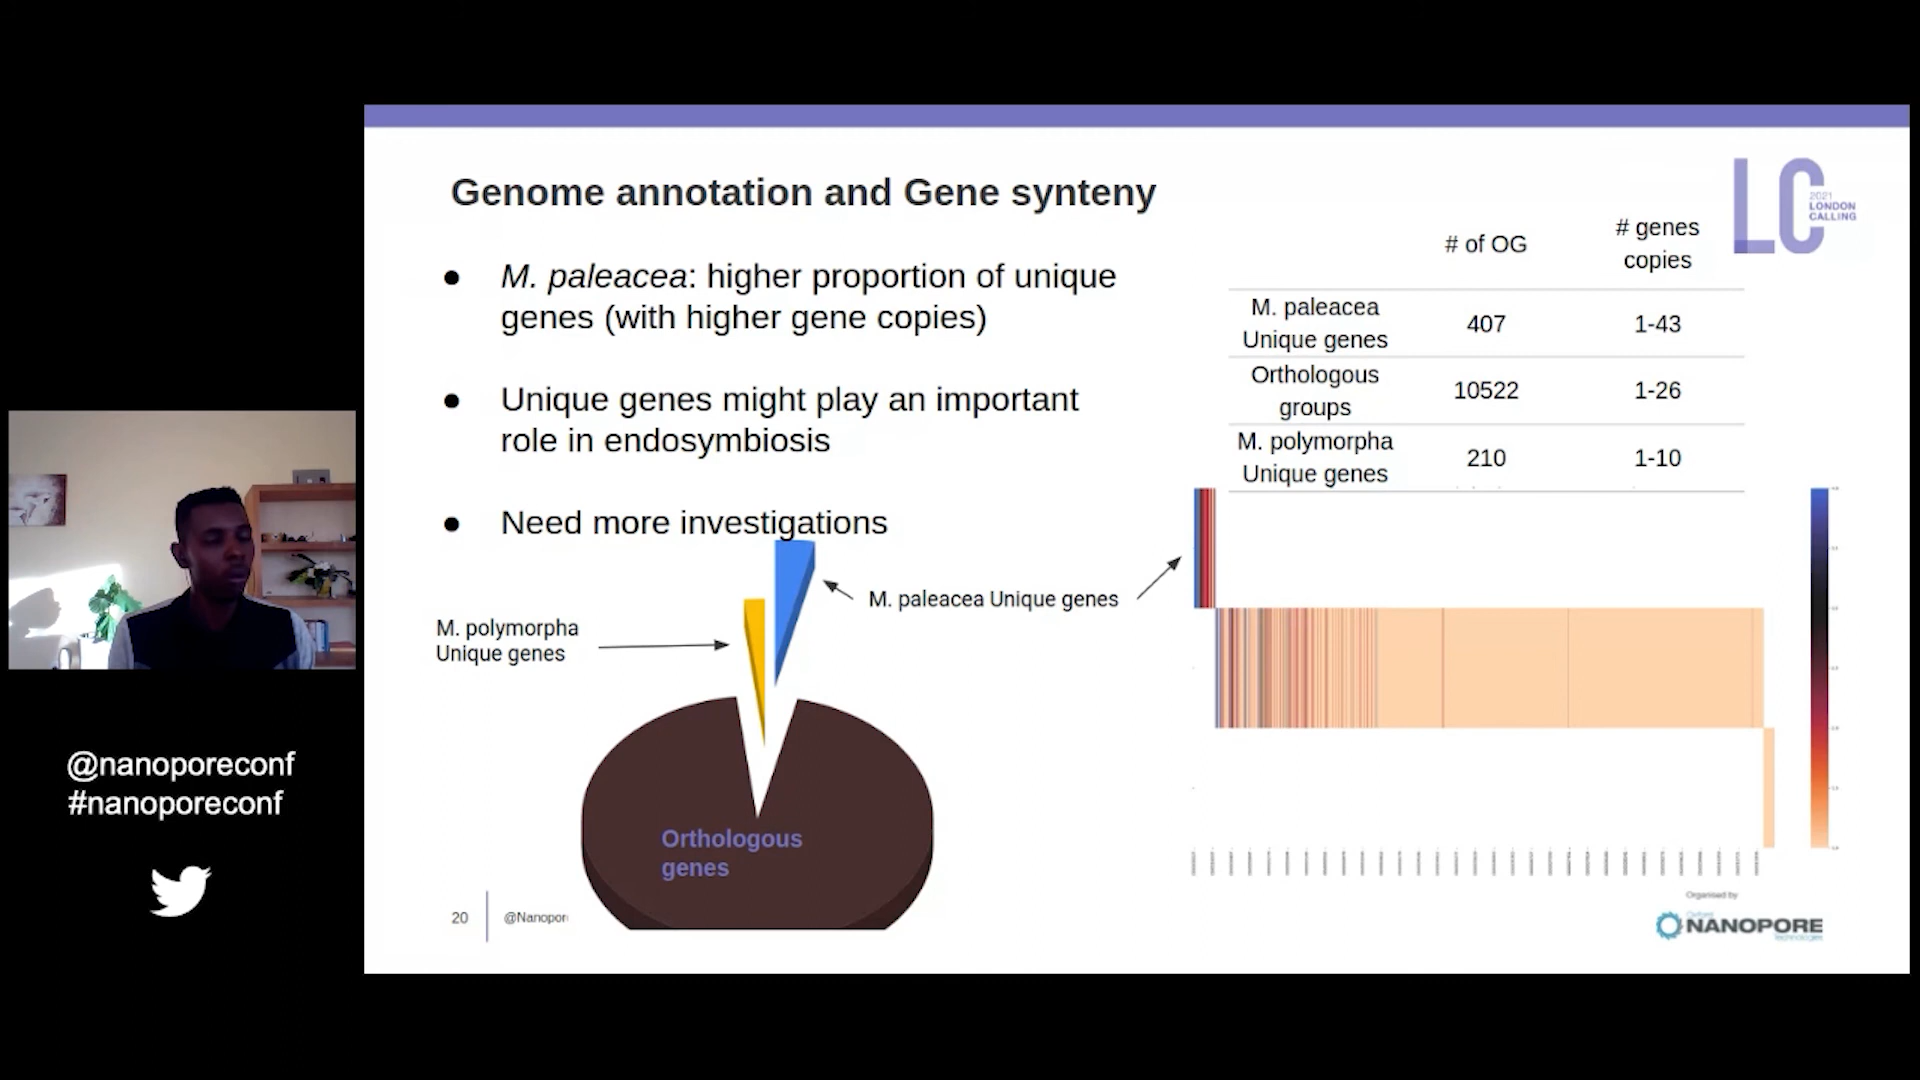 Genome annotation and Gene synteny
2021
LONDON
CALLING
LC
● M. paleacea: higher proportion of unique
genes (with higher gene copies)
● Unique genes might play an important
role in endosymbiosis
● Need more investigations
# of OG
# genes
copies
M. paleacea
Unique genes
407
1-43
Orthologous
groups
10522
1-26
M. polymorpha
Unique genes
210
1-10
M. paleacea Unique genes
M. polymorpha
Unique genes
Orthologous
genes
20
@Nanopor
Organised by
Oxford
NANOPORE
Technologies
@nanoporeconf
#nanoporeconf